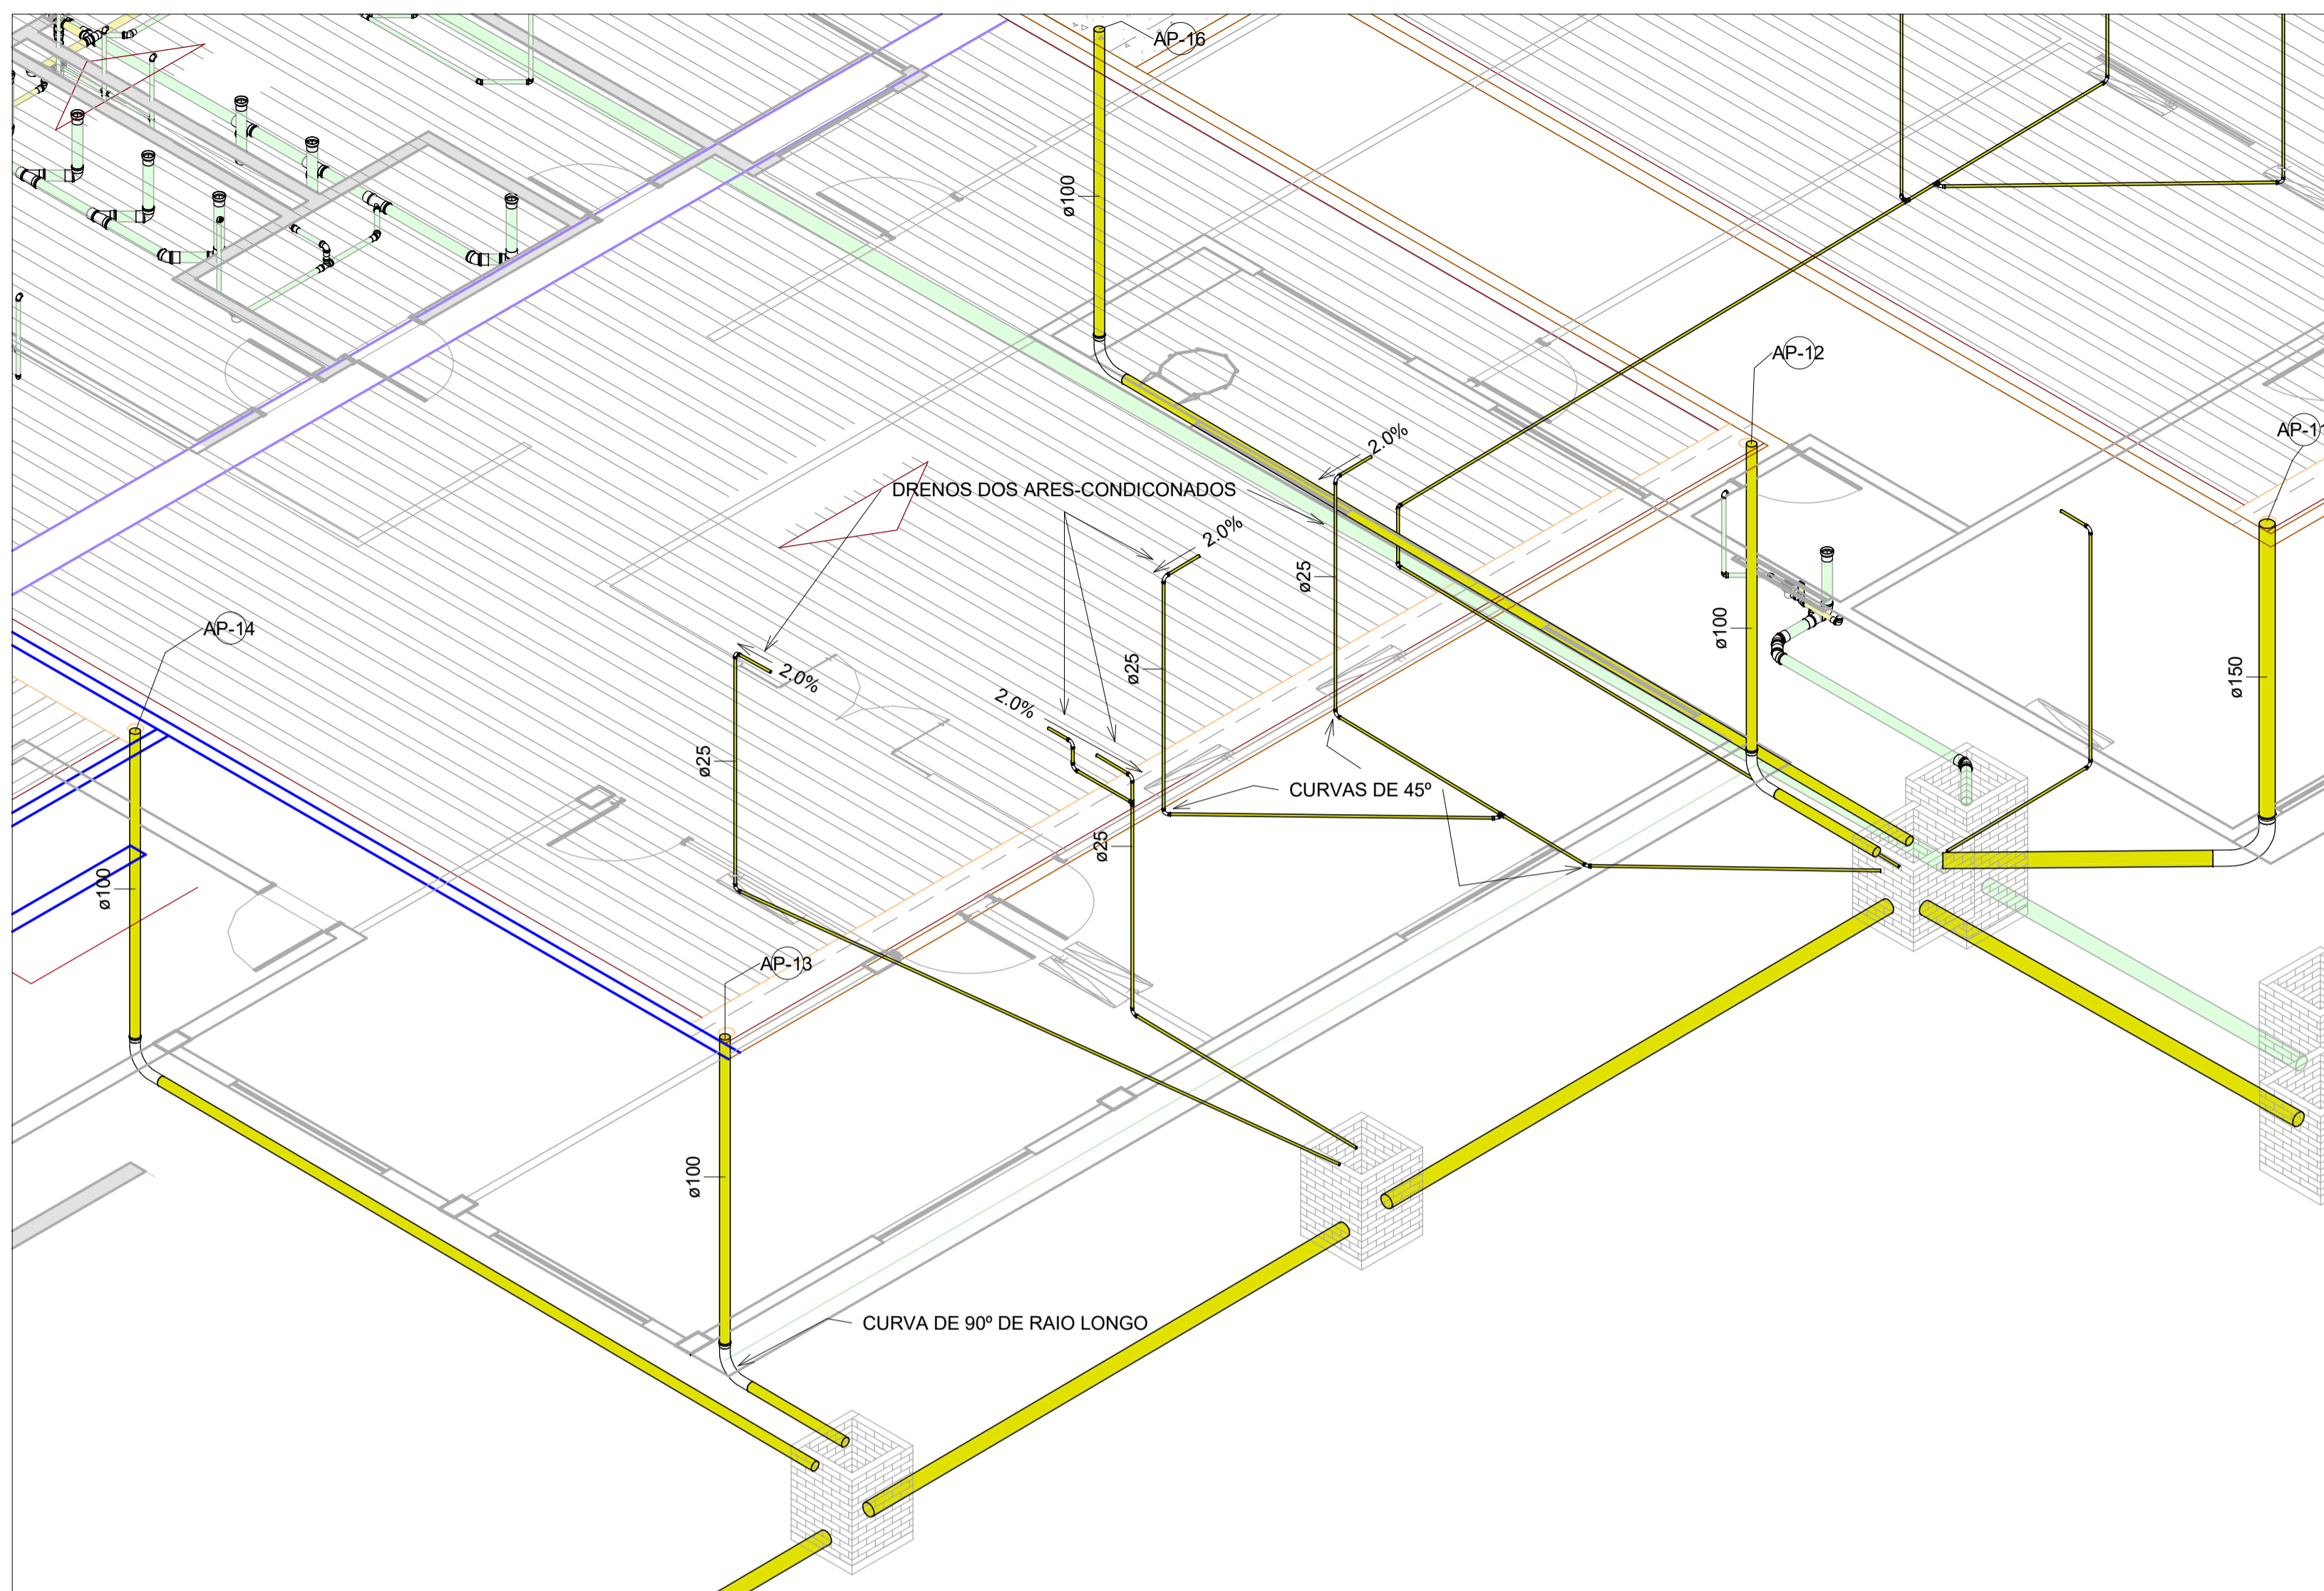 AP-16
ø100
AP-12
AP-1
2.0%
DRENOS DOS ARES-CONDICONADOS
2.0%
ø25
AP-14
ø100
ø25
2.0%
ø150
2.0%
ø25
CURVAS DE 45º
ø25
ø100
AP-13
ø100
CURVA DE 90º DE RAIO LONGO